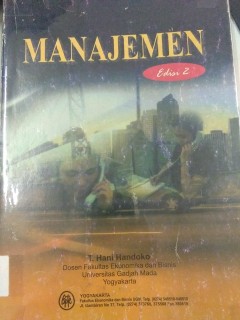 MANAJEMEN
Edisi 2
T. Hani Handoko
Dosen Fakultas Ekonomika dan Bisnis
Universitas Gadjah Mada
Yogyakarta
YOGYAKARTA